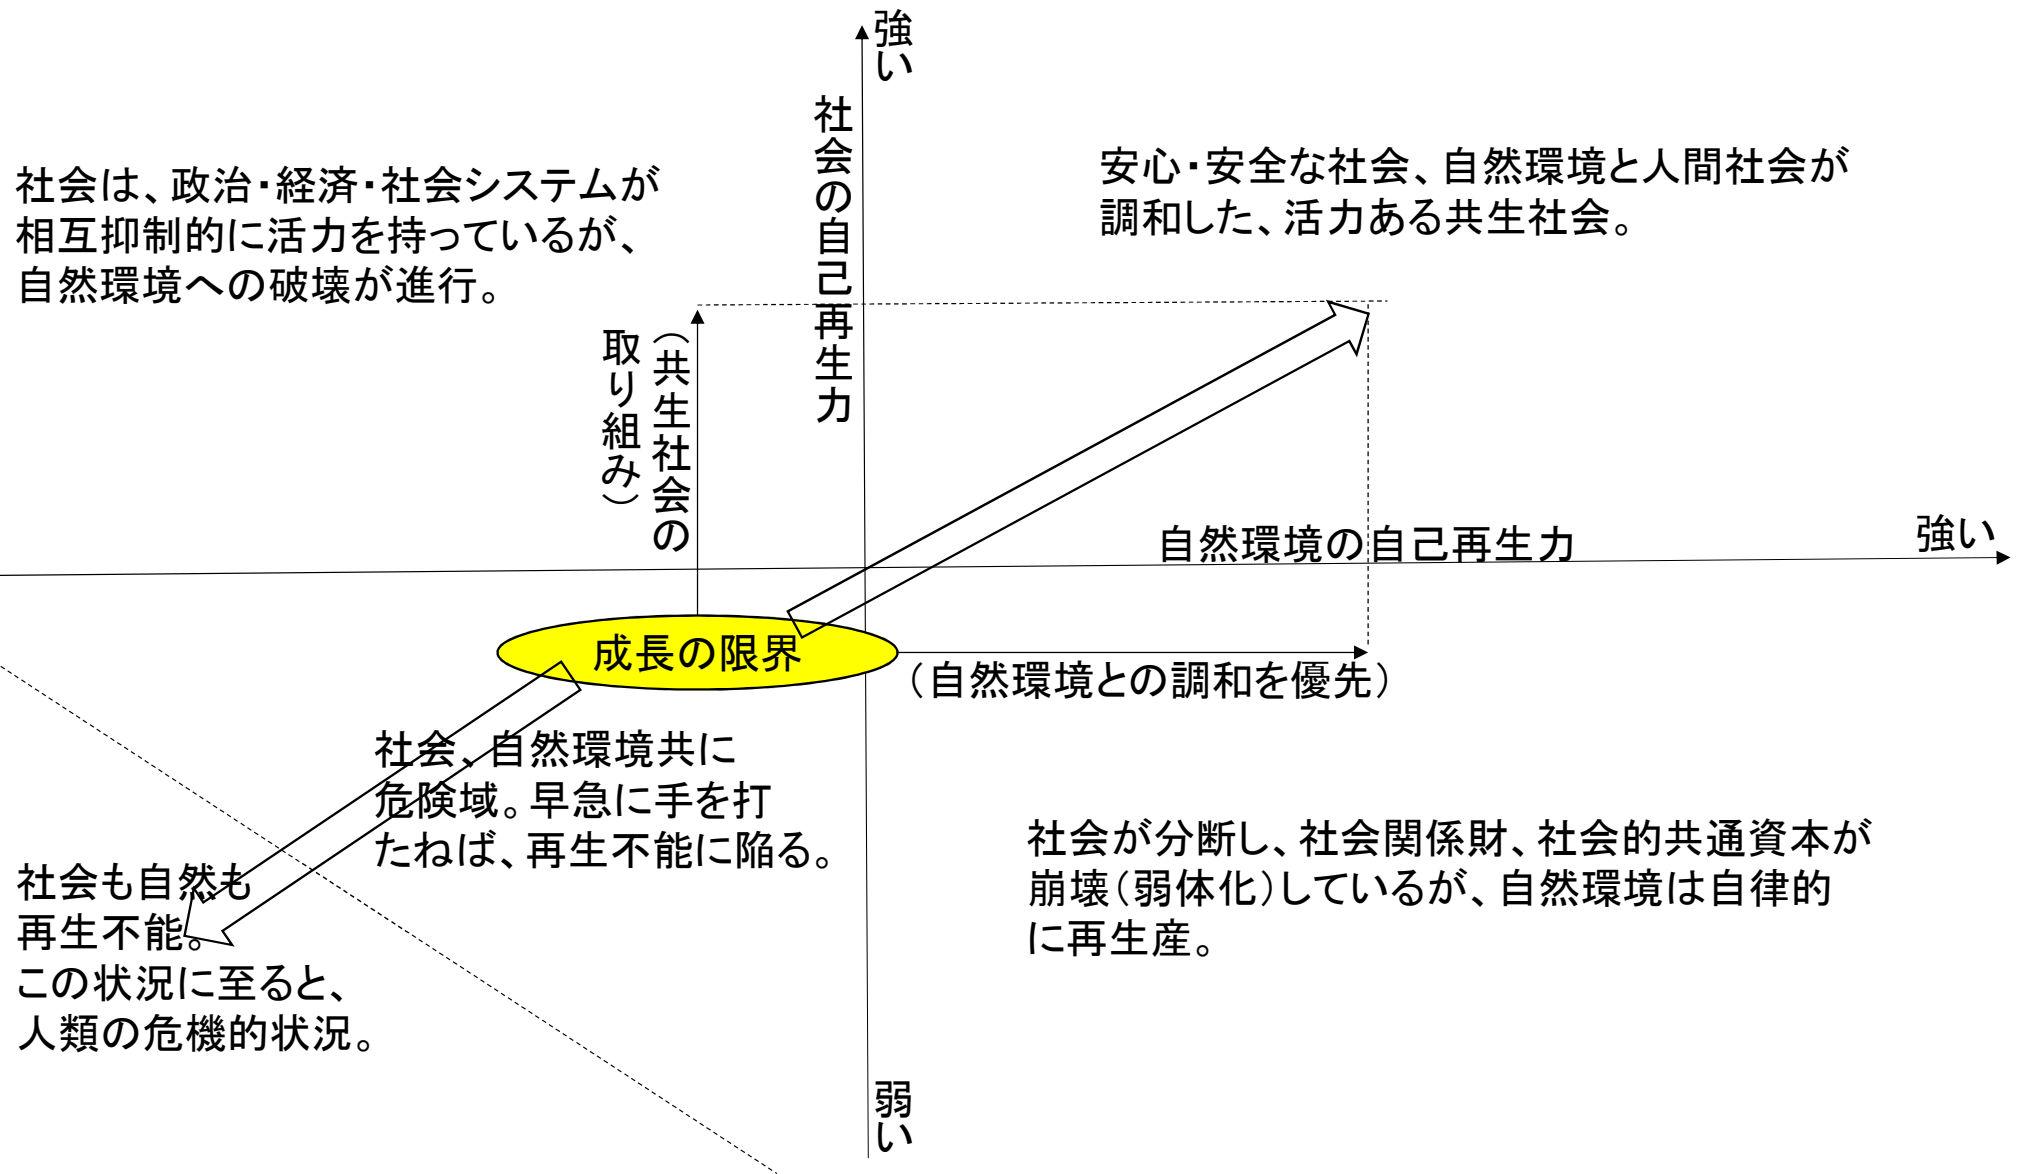 強い
社会の自己再生力
社会は、政治・経済・社会システムが
相互抑制的に活力を持っているが、
自然環境への破壊が進行。
安心・安全な社会、自然環境と人間社会が
調和した、活力ある共生社会。
（共生社会の
取り組み）
自然環境の自己再生力
強い
成長の限界
（自然環境との調和を優先）
社会、自然環境共に
危険域。早急に手を打
たねば、再生不能に陥る。
社会も自然も
再生不能。
この状況に至ると、
人類の危機的状況。
社会が分断し、社会関係財、社会的共通資本が
崩壊（弱体化）しているが、自然環境は自律的
に再生産。
弱い